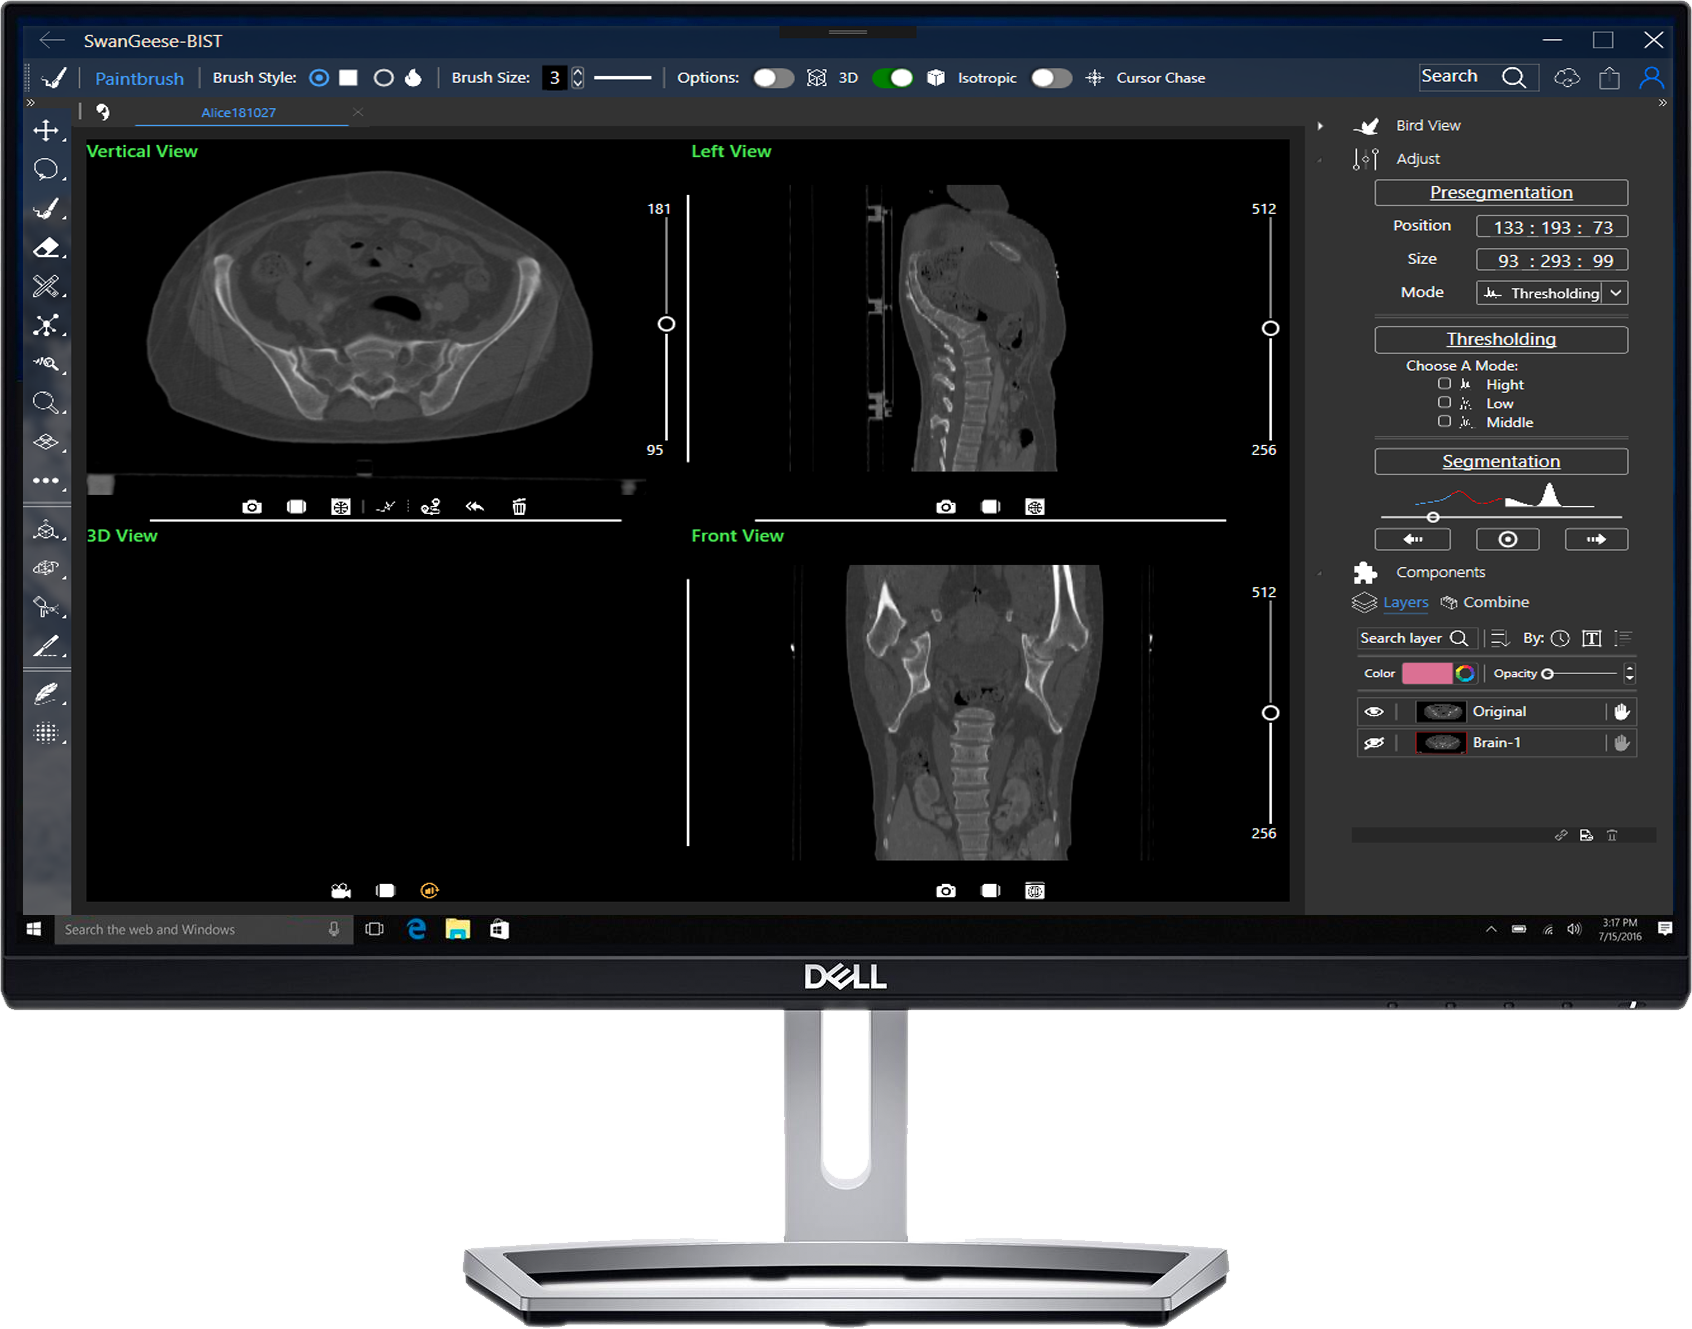 SwanGeese-BIST
Paintbrush Brush Style: Brush Size: 3 Options: 3D Isotropic Cursor Chase Search
Alice181027
Vertical View
181
95
Left View
512
256
3D View
Front View
512
256
Bird View
Adjust
Presegmentation
Position 133 : 193 : 73
Size 93 : 293 : 99
Mode Thresholding
Thresholding
Choose A Mode:
Hight
Low
Middle
Segmentation
Components
Layers Combine
Search layer By: T
Color Opacity
Original
Brain-1
Search the web and Windows
3:17 PM
7/15/2016
DELL